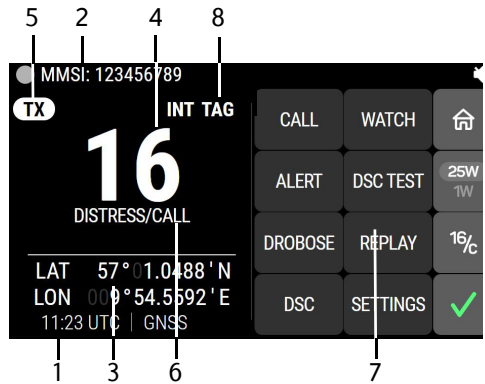 5 2 4 8
MMSI: 123456789
TX INT TAG
16
DISTRESS/CALL
LAT 57°01.0488'N
LON 009°54.5592'E
11:23 UTC | GNSS
CALL WATCH
25W
1W
ALERT DSC TEST
DROBOSE REPLAY 16/c
DSC SETTINGS
1 3 6 7